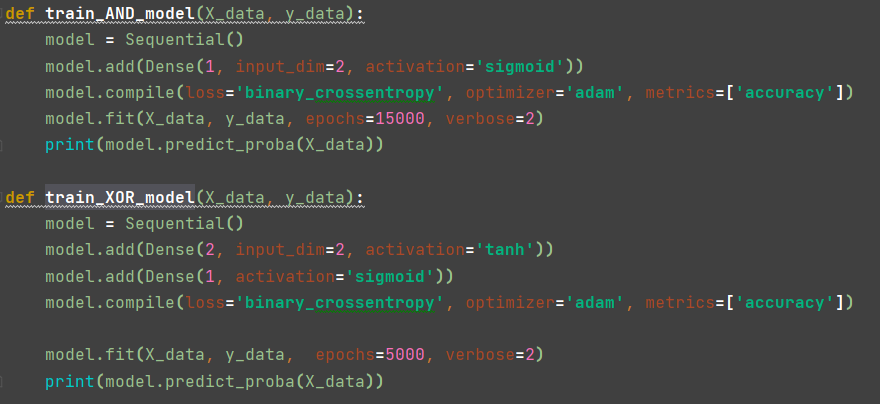 def train_AND_model(X_data, y_data):
    model = Sequential()
    model.add(Dense(1, input_dim=2, activation='sigmoid'))
    model.compile(loss='binary_crossentropy', optimizer='adam', metrics=['accuracy'])
    model.fit(X_data, y_data, epochs=15000, verbose=2)
    print(model.predict_proba(X_data))
def train_XOR_model(X_data, y_data):
    model = Sequential()
    model.add(Dense(2, input_dim=2, activation='tanh'))
    model.add(Dense(1, activation='sigmoid'))
    model.compile(loss='binary_crossentropy', optimizer='adam', metrics=['accuracy'])
    model.fit(X_data, y_data,  epochs=5000, verbose=2)
    print(model.predict_proba(X_data))